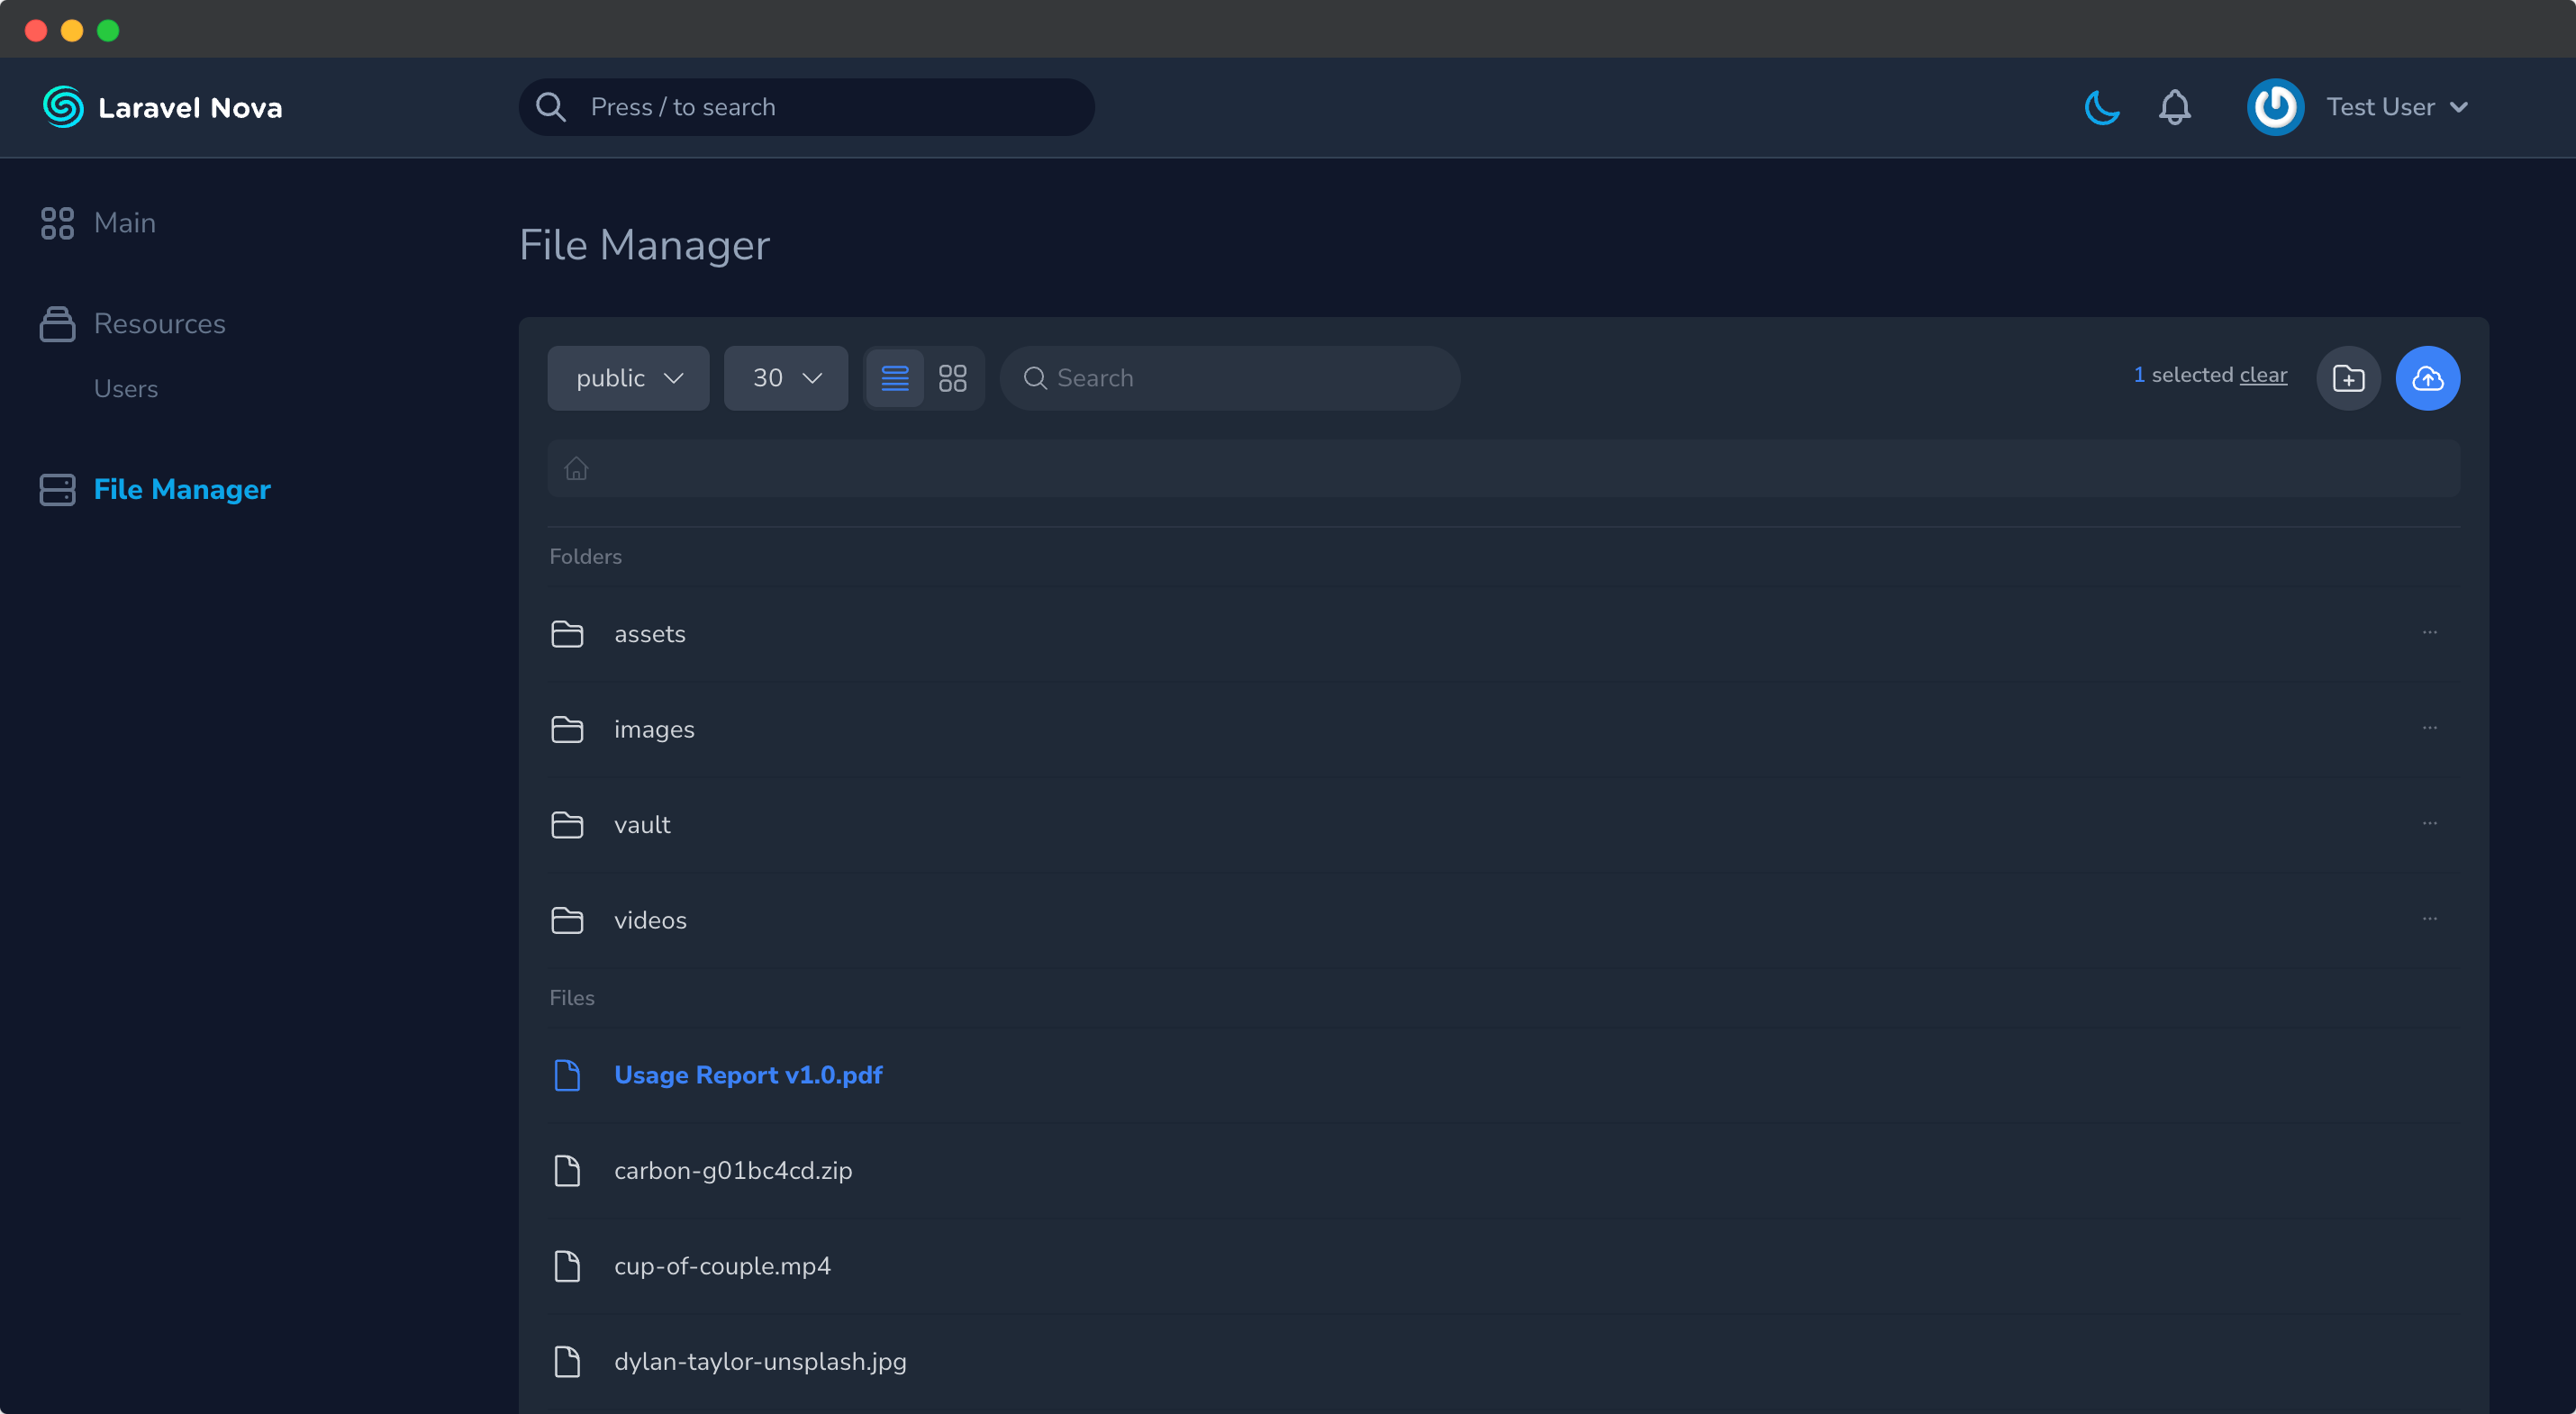 Laravel Nova
Press / to search
Test User
Main
Resources
Users
File Manager
File Manager
public
30
Search
1 selected clear
Folders
assets
images
vault
videos
Files
Usage Report v1.0.pdf
carbon-g01bc4cd.zip
cup-of-couple.mp4
dylan-taylor-unsplash.jpg